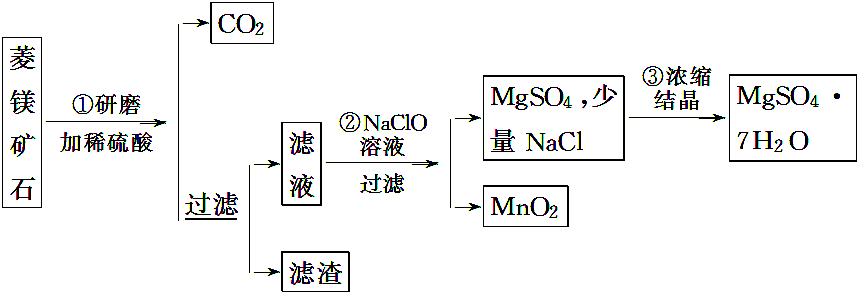 菱镁矿石
①研磨
加稀硫酸
CO₂
过滤
滤液
滤渣
②NaClO
溶液
过滤
MgSO₄,少
量 NaCl
MnO₂
③浓缩
结晶
MgSO₄·
7H₂O